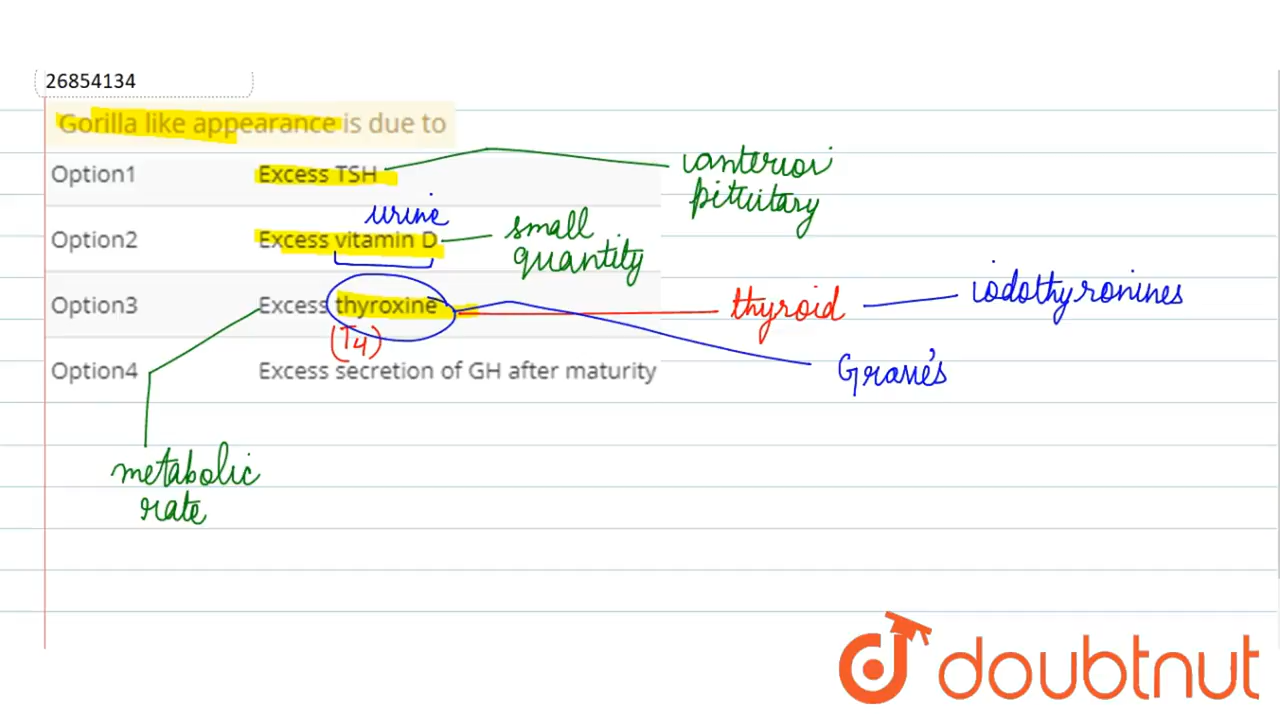 26854134
Gorilla like appearance is due to
Option1 Excess TSH
anterior
pituitary
urine
Option2 Excess vitamin D
small
quantity
Option3 Excess thyroxine
(T4)
thyroid
iodothyronines
Grave's
Option4 Excess secretion of GH after maturity
metabolic
rate
doubtnut